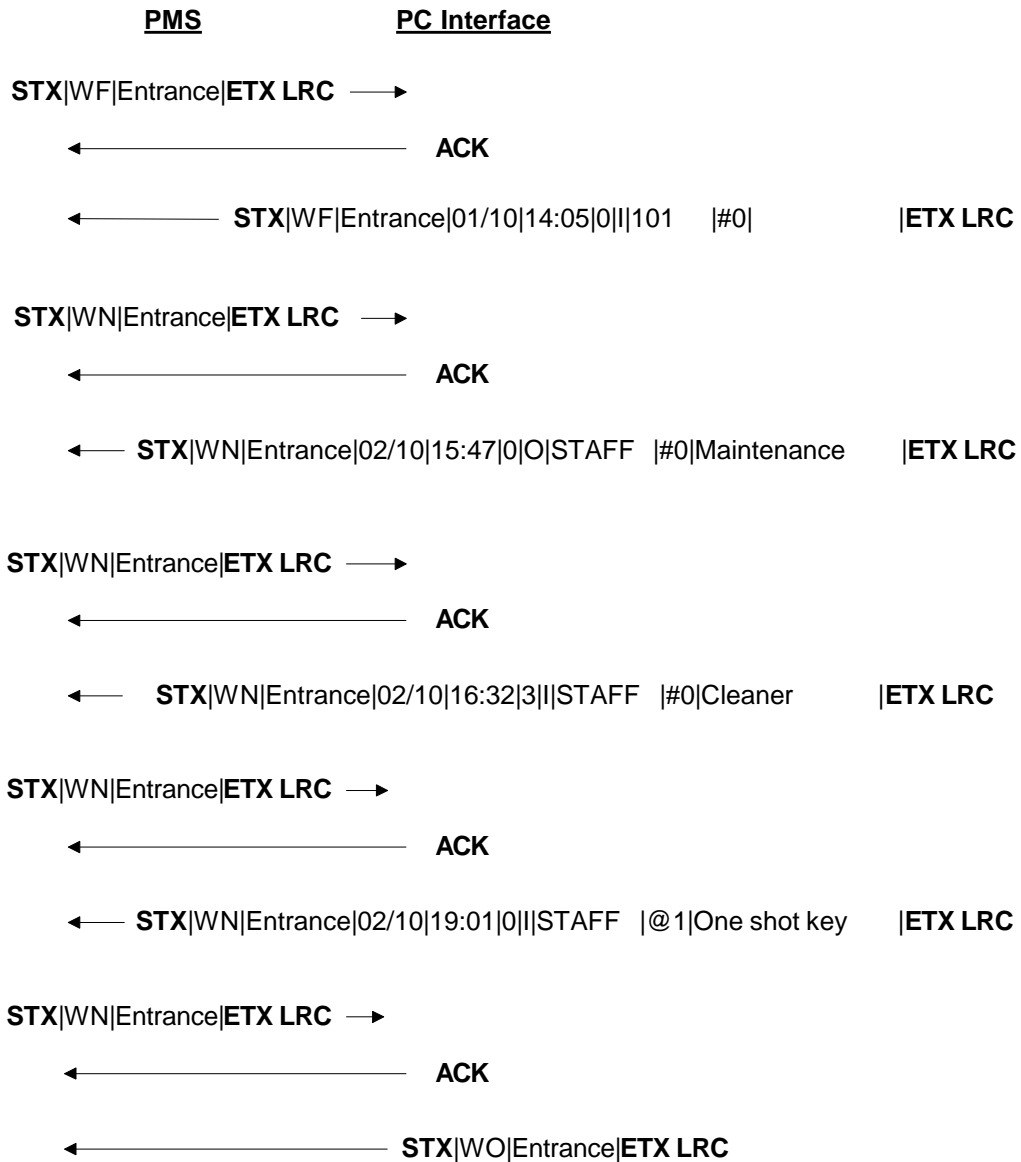 PMS PC Interface
STX|WF|Entrance|ETX LRC
ACK
STX|WF|Entrance|01/10|14:05|0|I|101 |#0| |ETX LRC
STX|WN|Entrance|ETX LRC
ACK
STX|WN|Entrance|02/10|15:47|0|O|STAFF |#0|Maintenance |ETX LRC
STX|WN|Entrance|ETX LRC
ACK
STX|WN|Entrance|02/10|16:32|3|I|STAFF |#0|Cleaner |ETX LRC
STX|WN|Entrance|ETX LRC
ACK
STX|WN|Entrance|02/10|19:01|0|I|STAFF |@1|One shot key |ETX LRC
STX|WN|Entrance|ETX LRC
ACK
STX|WO|Entrance|ETX LRC